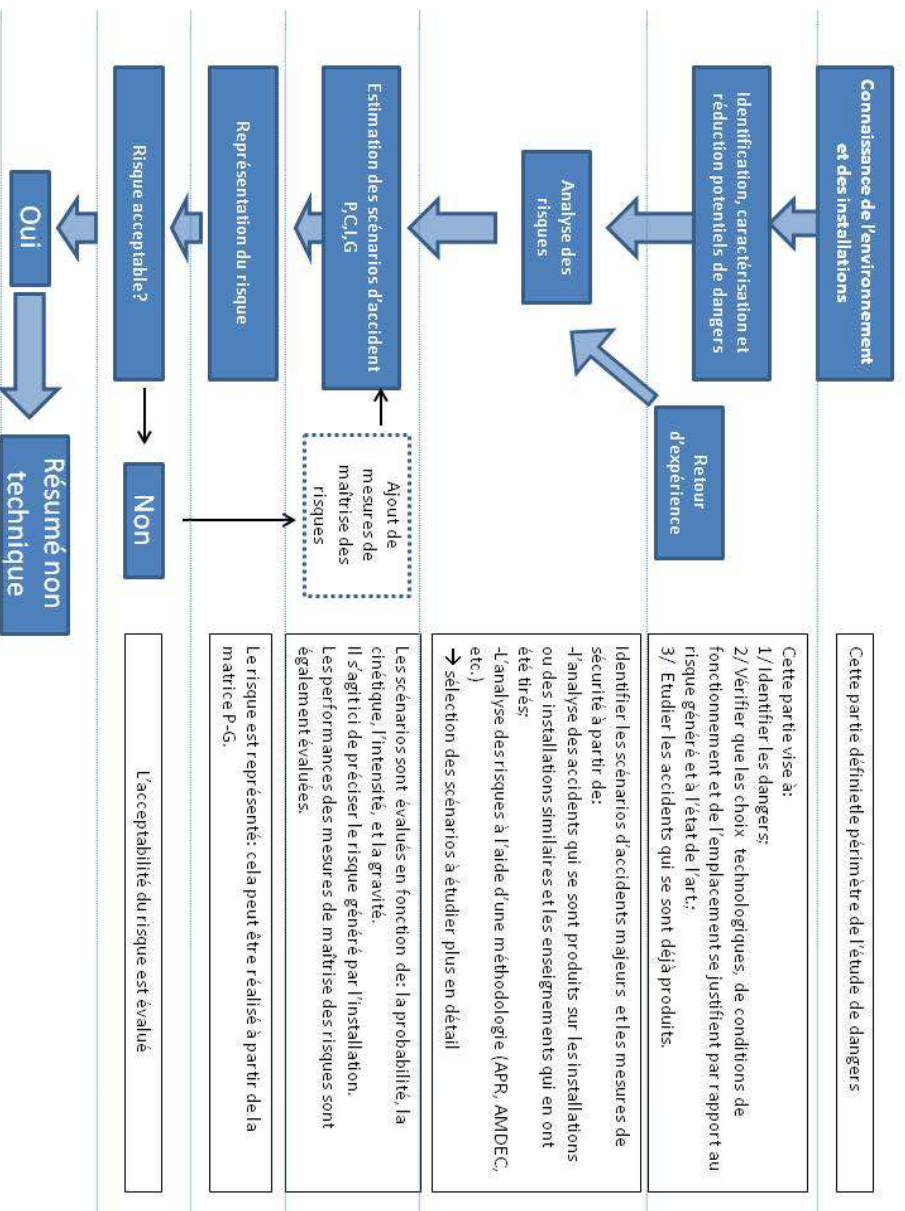 Connaissance de l'environnement
et des installations
Cette partie définietle périmètre de l'étude de dangers
Identification, caractérisation et
réduction potentiels de dangers
Retour
d'expérience
Cette partie vise à:
1/ Identifier les dangers;
2/ Vérifier que les choix technologiques, de conditions de
fonctionnement et de l'emplacement se justifient par rapport au
risque généré et à l'état de l'art.;
3/ Etudier les accidents qui se sont déjà produits.
Analyse des
risques
Identifier les scénarios d'accidents majeurs et les mesures de
sécurité à partir de:
-l'analyse des accidents qui se sont produits sur les installations
ou des installations similaires et les enseignements qui en ont
été tirés;
-L'analyse des risques à l'aide d'une méthodologie (APR, AMDEC,
etc.)
→ sélection des scénarios à étudier plus en détail
Estimation des scénarios d'accident
P,C,I,G
Ajout de
mesures de
maîtrise des
risques
Les scénarios sont évalués en fonction de: la probabilité, la
cinétique, l'intensité, et la gravité.
Il s'agit ici de préciser le risque généré par l'installation.
Les performances des mesures de maîtrise des risques sont
également évaluées.
Représentation du risque
Le risque est représenté: cela peut être réalisé à partir de la
matrice P-G.
Risque acceptable?
Non
L'acceptabilité du risque est évalué
Oui
Résumé non
technique